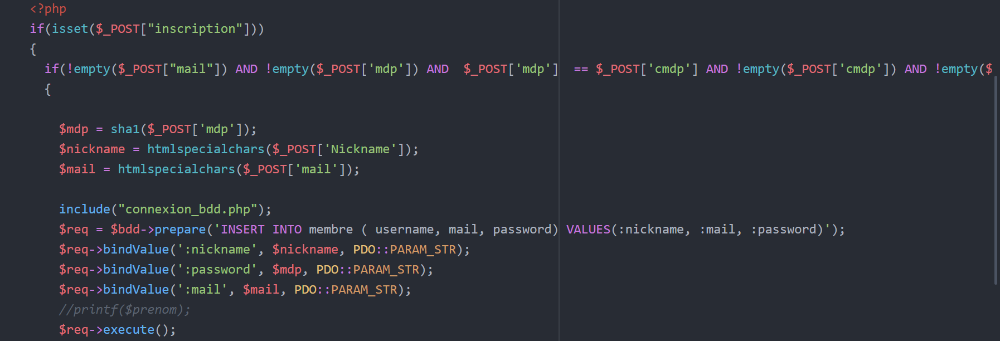 <?php
if(isset($_POST["inscription"]))
{
if(!empty($_POST["mail"]) AND !empty($_POST['mdp']) AND  $_POST['mdp']  == $_POST['cmdp'] AND !empty($_POST['cmdp']) AND !empty($
{
$mdp = sha1($_POST['mdp']);
$nickname = htmlspecialchars($_POST['Nickname']);
$mail = htmlspecialchars($_POST['mail']);
include("connexion_bdd.php");
$req = $bdd->prepare('INSERT INTO membre ( username, mail, password) VALUES(:nickname, :mail, :password)');
$req->bindValue(':nickname', $nickname, PDO::PARAM_STR);
$req->bindValue(':password', $mdp, PDO::PARAM_STR);
$req->bindValue(':mail', $mail, PDO::PARAM_STR);
//printf($prenom);
$req->execute();